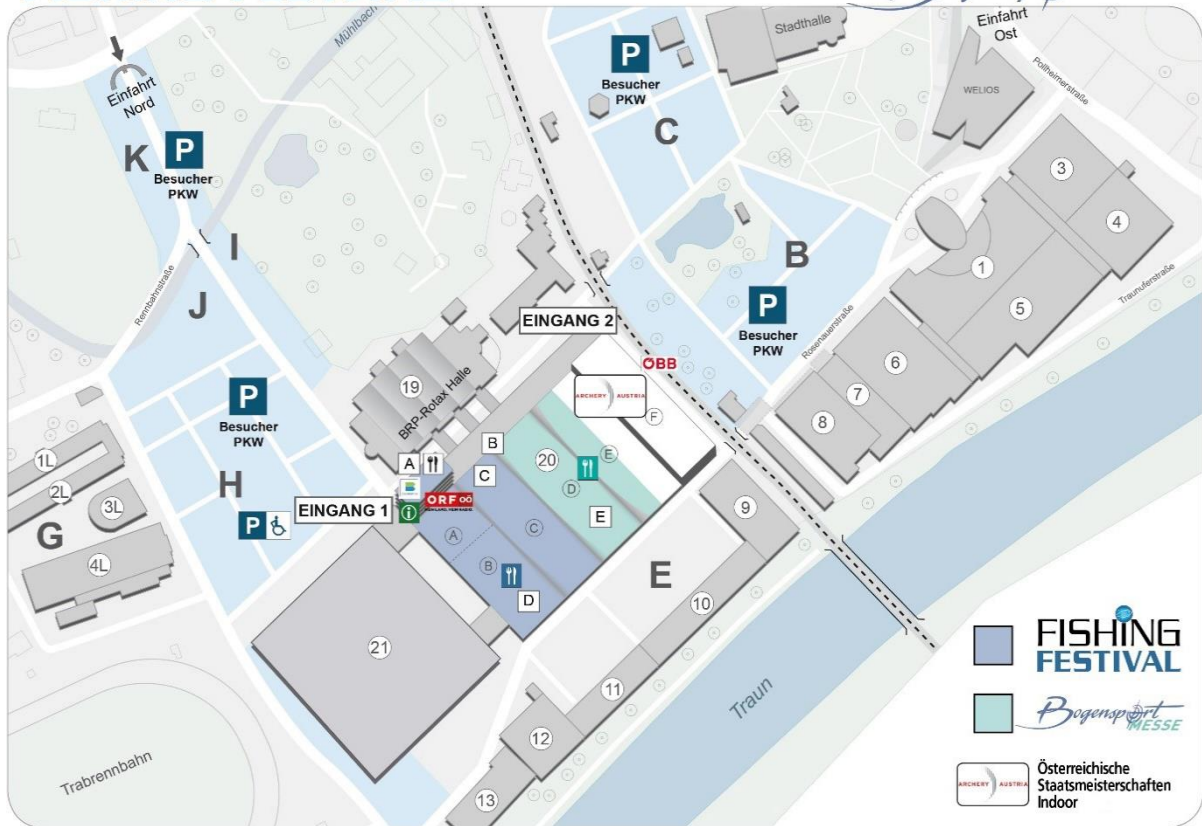 Mühlbach
Stadthalle
Einfahrt
Ost
Pollheimerstraße
WELIOS
P
Besucher
PKW
C
Einfahrt
Nord
K
P
Besucher
PKW
3
4
I
J
Rennbahnstraße
B
1
5
P
Besucher
PKW
Traunuferstraße
Rosenauerstraße
EINGANG 2
ÖBB
6
7
8
19
BRP-Rotax Halle
ARCHERY AUSTRIA
F
P
Besucher
PKW
H
P
1L
2L
3L
4L
G
A
B
C
20
E
D
E
ORF OÖ
EINGANG 1
i
A
B
C
D
9
E
10
21
11
12
13
Traun
Trabrennbahn
FISHING
FESTIVAL
Bogensport
MESSE
ARCHERY AUSTRIA
Österreichische
Staatsmeisterschaften
Indoor